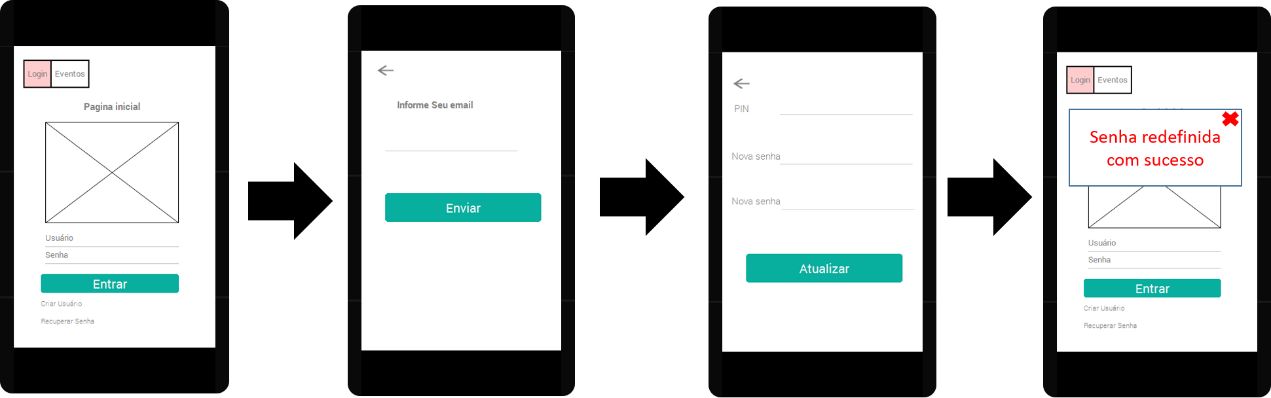 Login Eventos
Pagina inicial
Usuário
Senha
Entrar
Criar Usuário
Recuperar Senha
Informe Seu email
Enviar
PIN
Nova senha
Nova senha
Atualizar
Login Eventos
Senha redefinida
com sucesso
Usuário
Senha
Entrar
Criar Usuário
Recuperar Senha